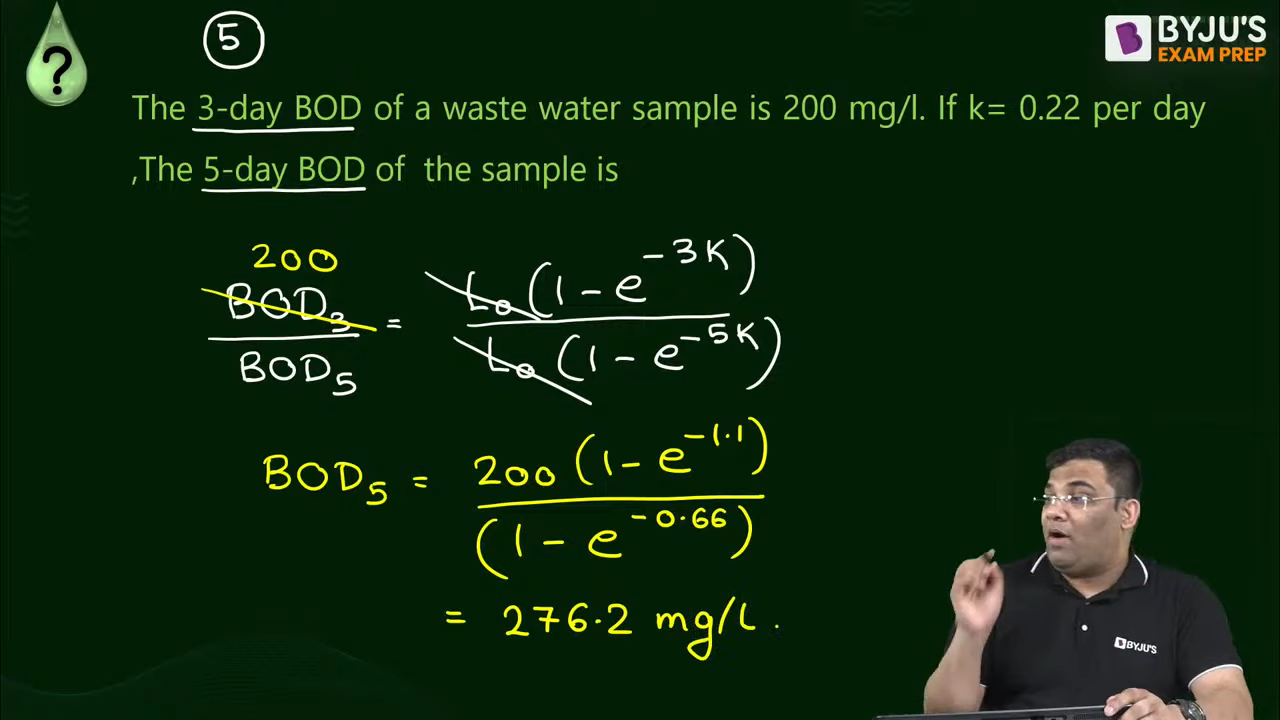 5
BYJU'S
EXAM PREP
?
The 3-day BOD of a waste water sample is 200 mg/l. If k= 0.22 per day
,The 5-day BOD of the sample is
200
BOD₃ / BOD₅ = L₀(1-e^-3K) / L₀(1-e^-5K)
BOD₅ = 200(1-e^-1.1) / (1-e^-0.66)
= 276.2 mg/L.
BYJU'S